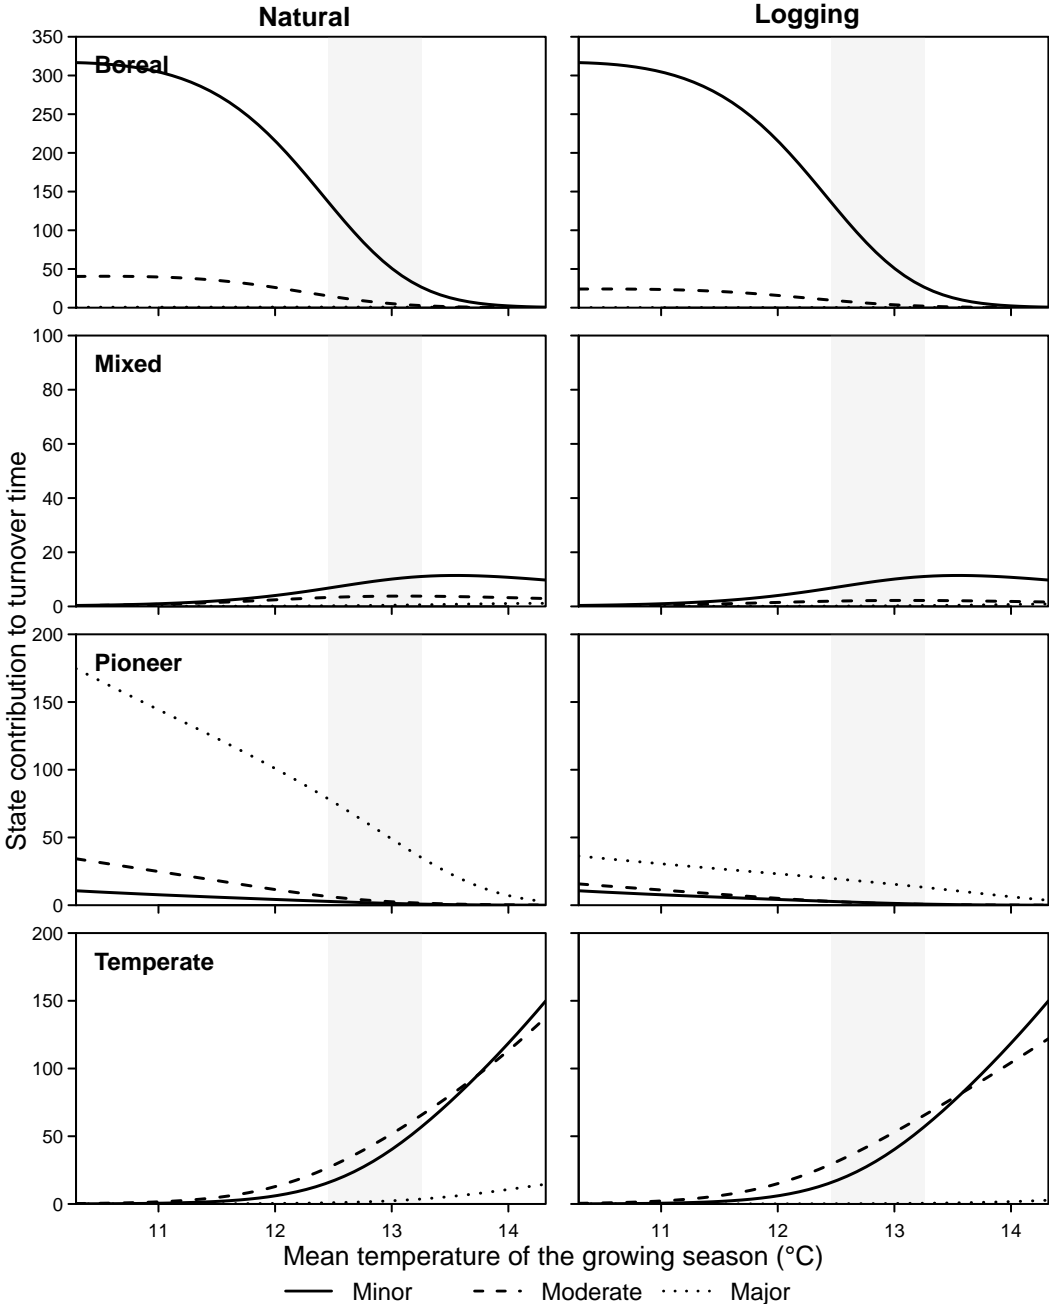 Natural Logging
350
300
250
200
150
100
50
0
Boreal
100
80
60
40
20
0
Mixed
200
150
100
50
0
Pioneer
200
150
100
50
0
Temperate
11 12 13 14 11 12 13 14
State contribution to turnover time
Mean temperature of the growing season (°C)
Minor Moderate Major